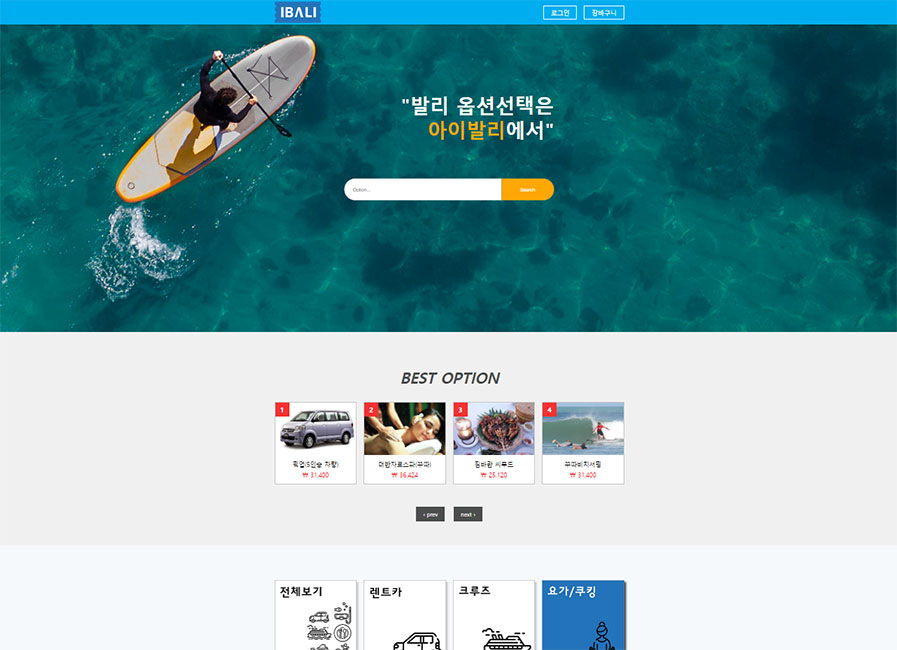 IBALI
로그인
장바구니
"발리 옵션선택은
아이발리에서"
Option...
Search
BEST OPTION
1
2
3
4
픽업(5인승 차량)
더반자르스파(꾸따)
짐바란 씨푸드
꾸따비치서핑
₩ 31,400
₩ 36,424
₩ 25,120
₩ 31,400
‹ prev
next ›
전체보기
렌트카
크루즈
요가/쿠킹